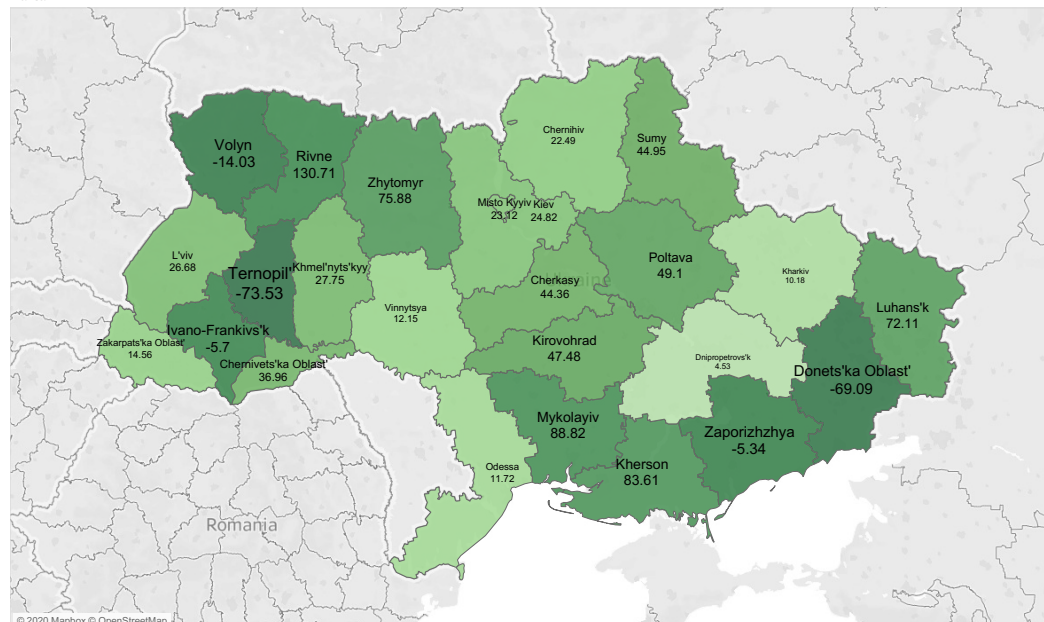 Chernihiv
22.49
Sumy
44.95
Volyn
-14.03
Rivne
130.71
Zhytomyr
75.88
Misto Kyyiv
23.12
Kiev
24.82
L'viv
26.68
Ternopil'
-73.53
Khmel'nyts'kyy
27.75
Poltava
49.1
Kharkiv
10.18
Cherkasy
44.36
Vinnytsya
12.15
Luhans'k
72.11
Ivano-Frankivs'k
-5.7
Zakarpats'ka Oblast'
14.56
Chernivets'ka Oblast'
36.96
Kirovohrad
47.48
Dnipropetrovs'k
4.53
Donets'ka Oblast'
-69.09
Mykolayiv
88.82
Zaporizhzhya
-5.34
Kherson
83.61
Odessa
11.72
Romania
© 2020 Mapbox © OpenStreetMap